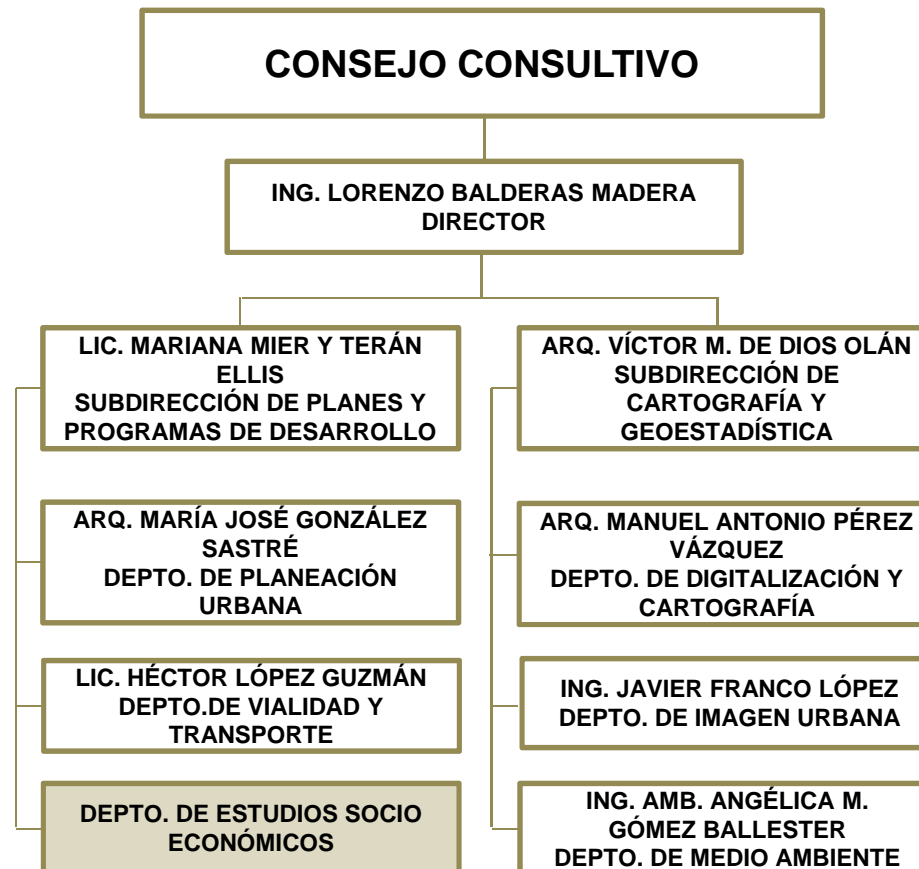 CONSEJO CONSULTIVO
ING. LORENZO BALDERAS MADERA
DIRECTOR
LIC. MARIANA MIER Y TERÁN
ELLIS
SUBDIRECCIÓN DE PLANES Y
PROGRAMAS DE DESARROLLO
ARQ. MARÍA JOSÉ GONZÁLEZ
SASTRÉ
DEPTO. DE PLANEACIÓN
URBANA
LIC. HÉCTOR LÓPEZ GUZMÁN
DEPTO.DE VIALIDAD Y
TRANSPORTE
DEPTO. DE ESTUDIOS SOCIO
ECONÓMICOS
ARQ. VÍCTOR M. DE DIOS OLÁN
SUBDIRECCIÓN DE
CARTOGRAFÍA Y
GEOESTADÍSTICA
ARQ. MANUEL ANTONIO PÉREZ
VÁZQUEZ
DEPTO. DE DIGITALIZACIÓN Y
CARTOGRAFÍA
ING. JAVIER FRANCO LÓPEZ
DEPTO. DE IMAGEN URBANA
ING. AMB. ANGÉLICA M.
GÓMEZ BALLESTER
DEPTO. DE MEDIO AMBIENTE